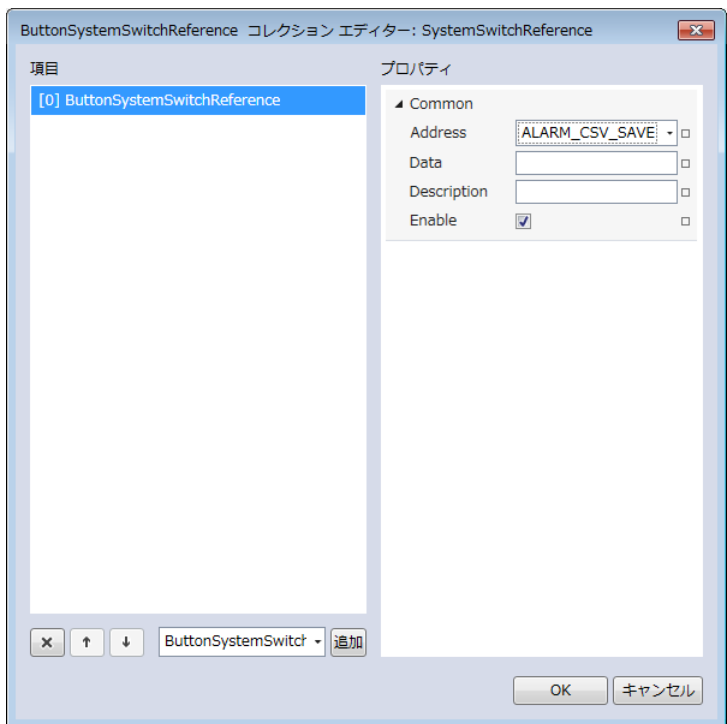 ButtonSystemSwitchReference コレクション エディター: SystemSwitchReference
項目
[0] ButtonSystemSwitchReference
プロパティ
Common
Address ALARM_CSV_SAVE
Data
Description
Enable
ButtonSystemSwitch
追加
OK
キャンセル